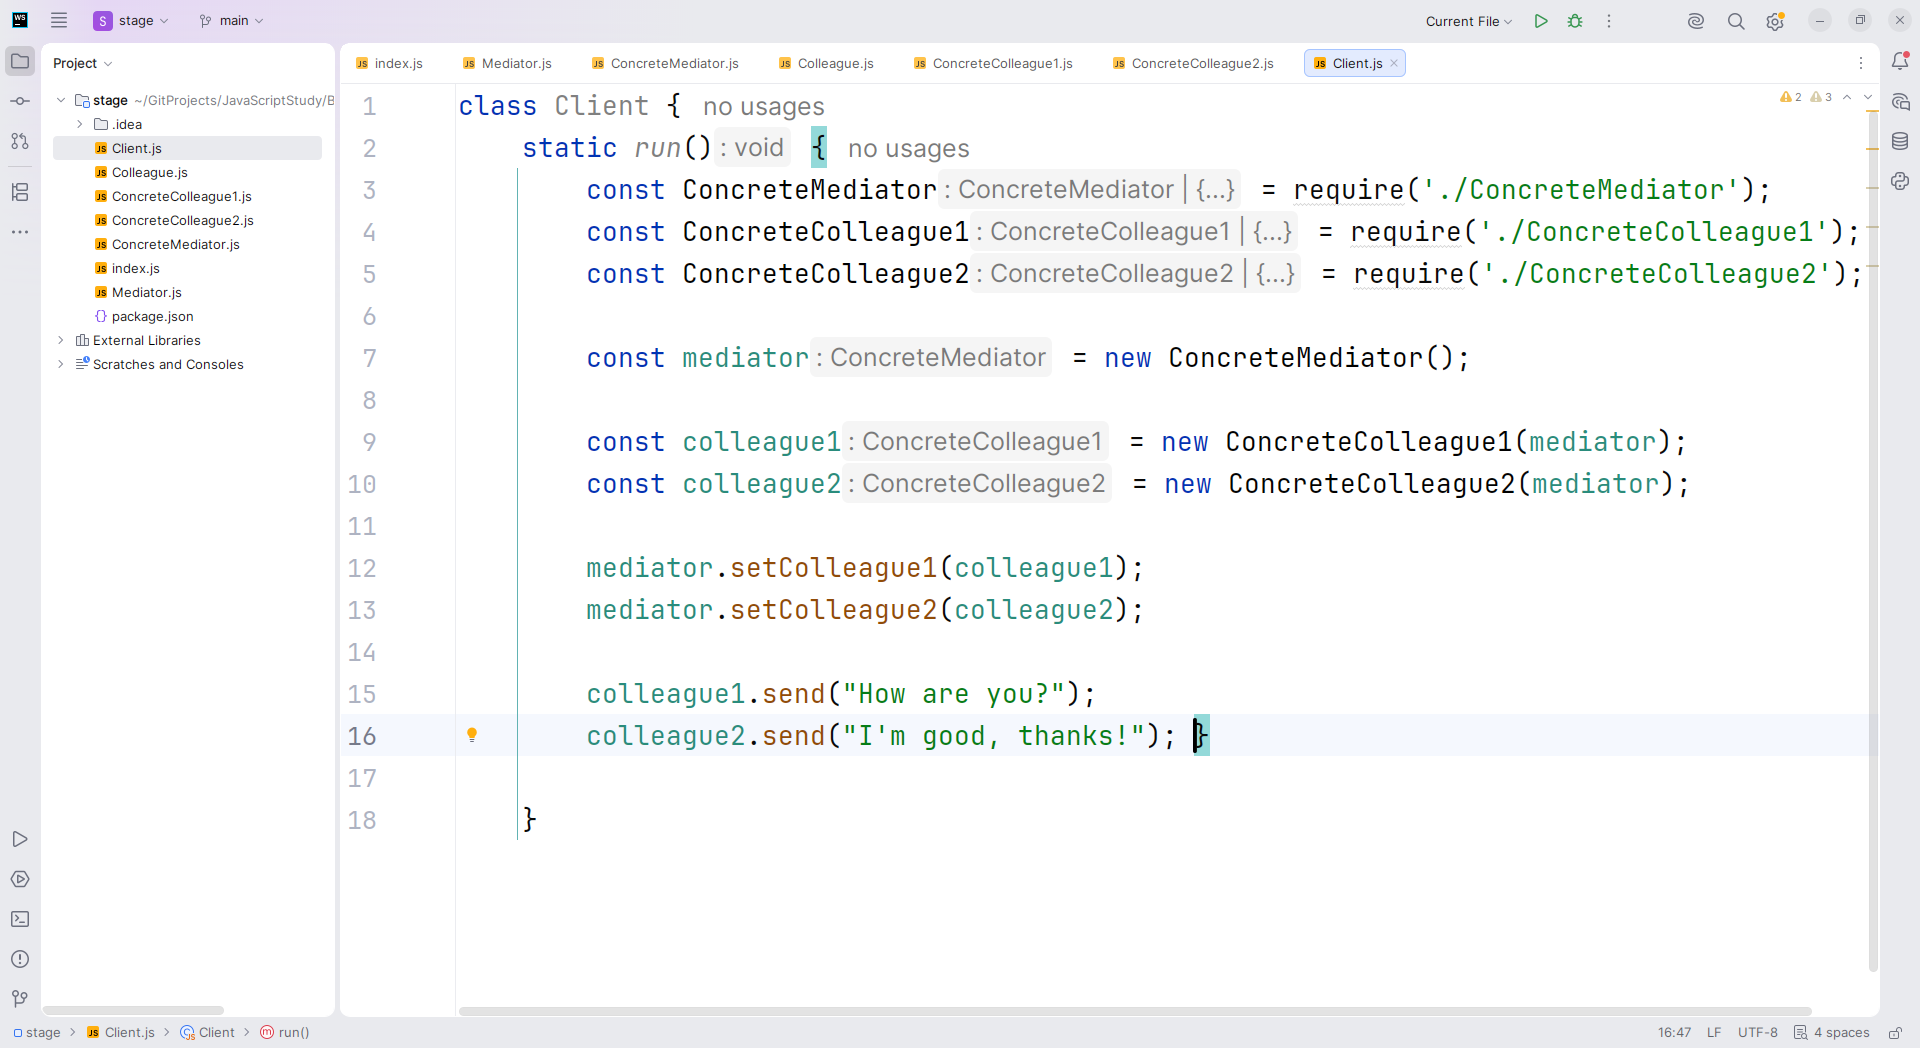 WS S stage main Current File
Project
index.js Mediator.js ConcreteMediator.js Colleague.js ConcreteColleague1.js ConcreteColleague2.js Client.js
stage ~/GitProjects/JavaScriptStudy/B
.idea
Client.js
Colleague.js
ConcreteColleague1.js
ConcreteColleague2.js
ConcreteMediator.js
index.js
Mediator.js
package.json
External Libraries
Scratches and Consoles
2 3
1 class Client { no usages
2 static run() : void { no usages
3 const ConcreteMediator : ConcreteMediator | {...} = require('./ConcreteMediator');
4 const ConcreteColleague1 : ConcreteColleague1 | {...} = require('./ConcreteColleague1');
5 const ConcreteColleague2 : ConcreteColleague2 | {...} = require('./ConcreteColleague2');
6
7 const mediator : ConcreteMediator = new ConcreteMediator();
8
9 const colleague1 : ConcreteColleague1 = new ConcreteColleague1(mediator);
10 const colleague2 : ConcreteColleague2 = new ConcreteColleague2(mediator);
11
12 mediator.setColleague1(colleague1);
13 mediator.setColleague2(colleague2);
14
15 colleague1.send("How are you?");
16 colleague2.send("I'm good, thanks!"); }
17
18 }
stage Client.js Client run() 16:47 LF UTF-8 4 spaces